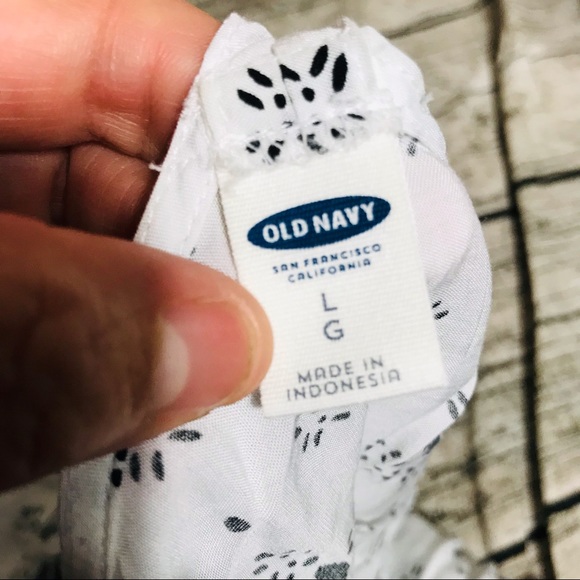 OLD NAVY
SAN FRANCISCO
CALIFORNIA
L
G
MADE IN
INDONESIA